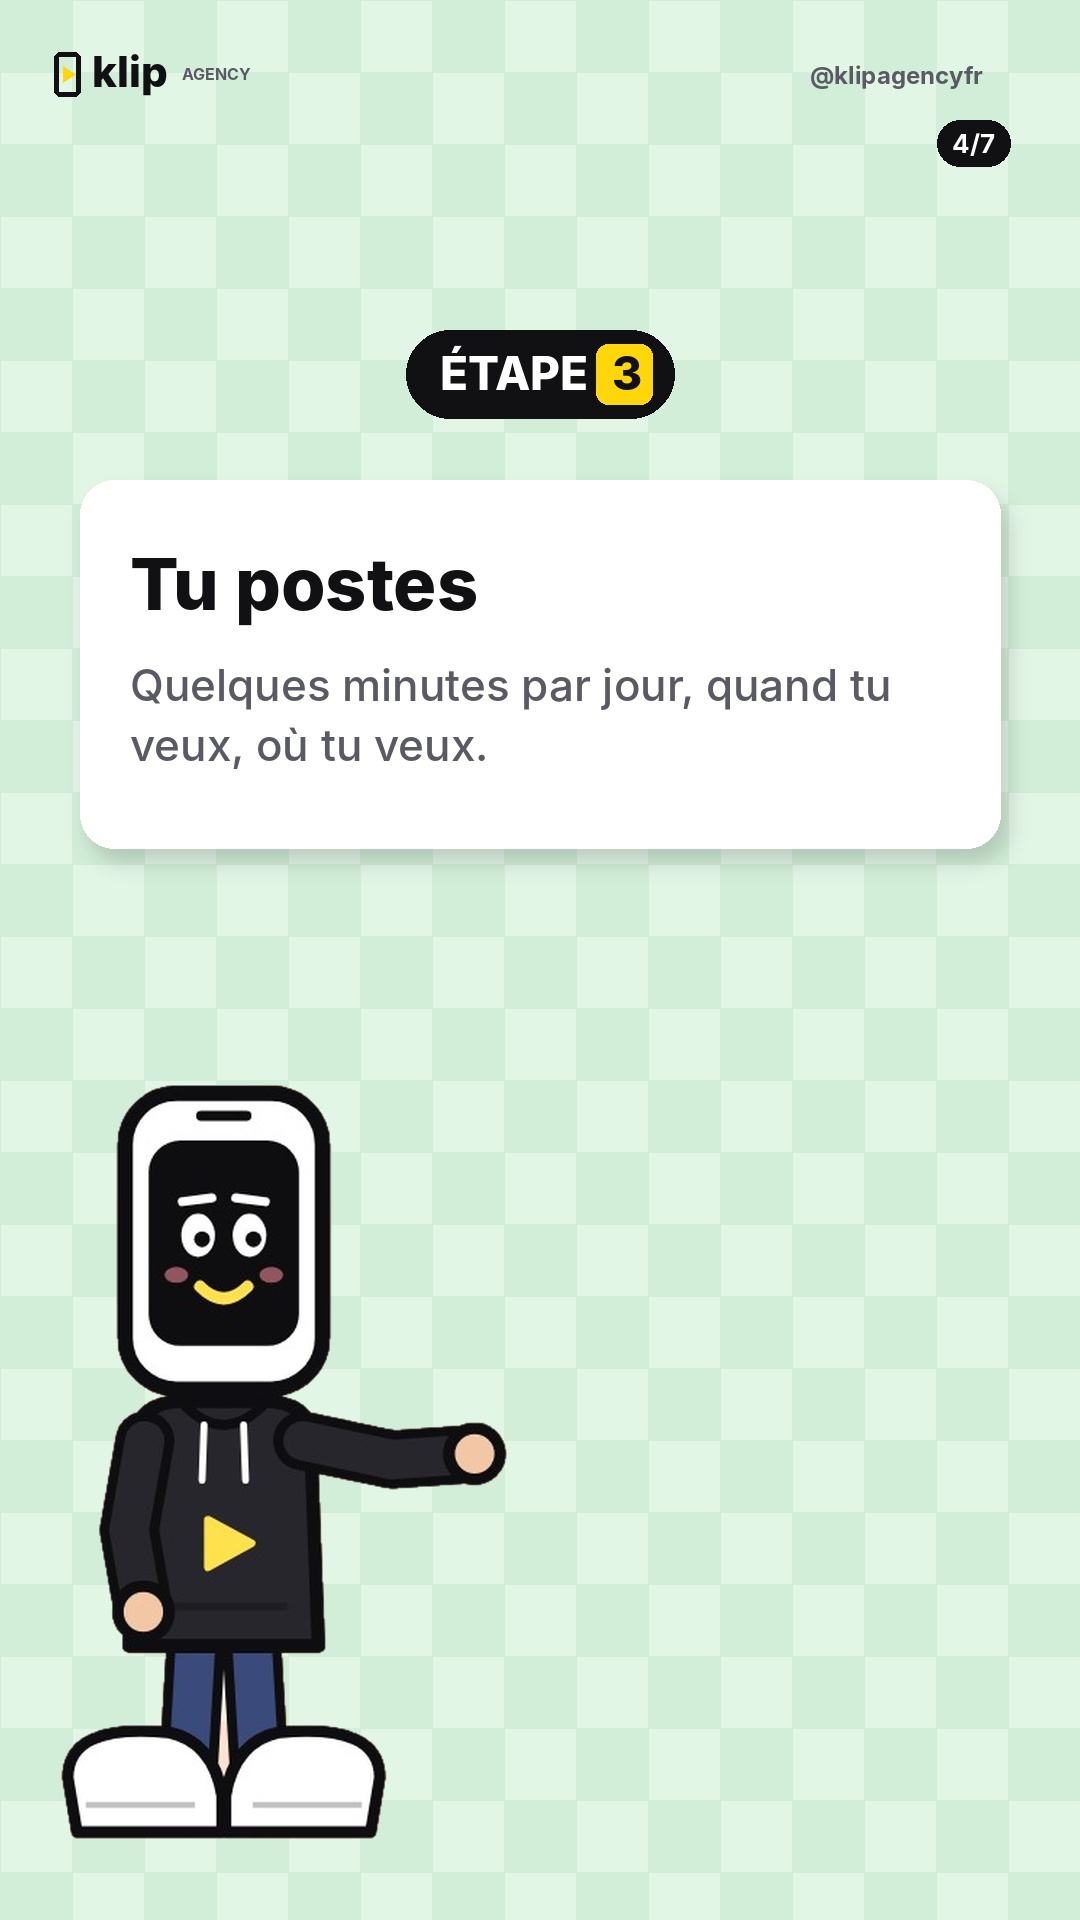 klip AGENCY
@klipagencyfr
4/7
ÉTAPE 3
Tu postes
Quelques minutes par jour, quand tu
veux, où tu veux.